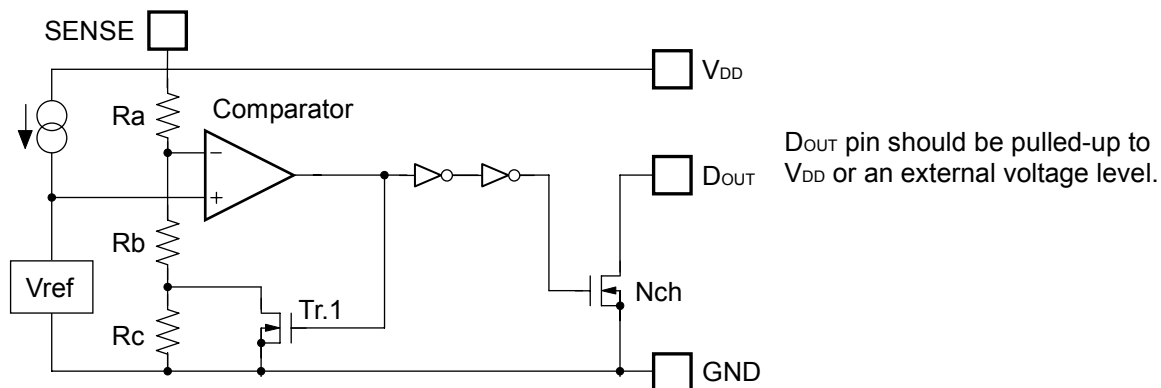 SENSE
VDD
Ra
Comparator
−
+
DOUT
DOUT pin should be pulled-up to
VDD or an external voltage level.
Rb
Vref
Tr.1
Nch
Rc
GND